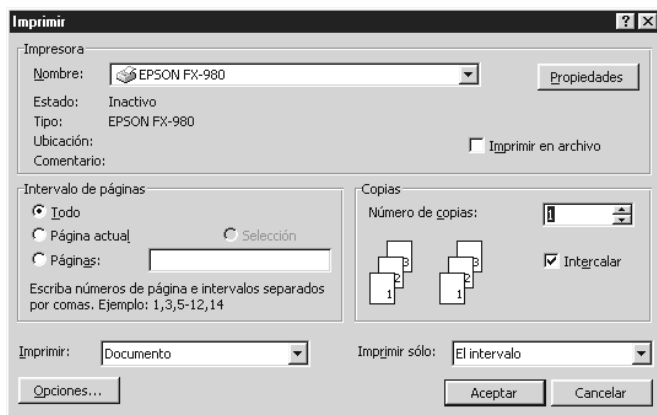 Imprimir
Impresora
Nombre: EPSON FX-980 Propiedades
Estado: Inactivo
Tipo: EPSON FX-980
Ubicación:
Imprimir en archivo
Comentario:
Intervalo de páginas
Todo
Página actual Selección
Páginas:
Escriba números de página e intervalos separados
por comas. Ejemplo: 1,3,5-12,14
Copias
Número de copias: 1
1 2 3 1 2 3
Intercalar
Imprimir: Documento
Imprimir sólo: El intervalo
Opciones... Aceptar Cancelar